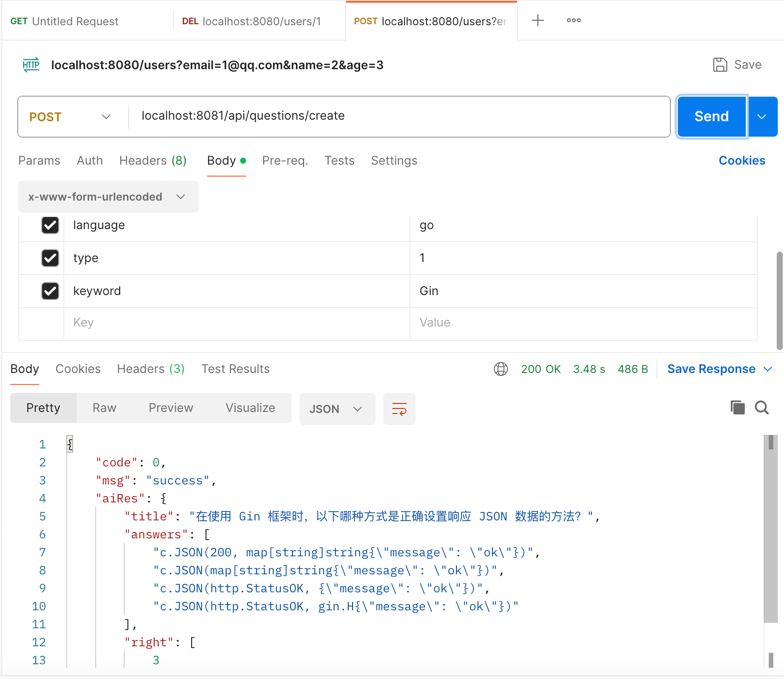 GET Untitled Request DEL localhost:8080/users/1 POST localhost:8080/users?e
HTTP localhost:8080/users?email=1@qq.com&name=2&age=3 Save
POST localhost:8081/api/questions/create Send
Params Auth Headers (8) Body Pre-req. Tests Settings Cookies
x-www-form-urlencoded
language go
type 1
keyword Gin
Key Value
Body Cookies Headers (3) Test Results 200 OK 3.48 s 486 B Save Response
Pretty Raw Preview Visualize JSON
1 {
2 "code": 0,
3 "msg": "success",
4 "aiRes": {
5 "title": "在使用 Gin 框架时，以下哪种方式是正确设置响应 JSON 数据的方法？",
6 "answers": [
7 "c.JSON(200, map[string]string{\"message\": \"ok\"})",
8 "c.JSON(map[string]string{\"message\": \"ok\"})",
9 "c.JSON(http.StatusOK, {\"message\": \"ok\"})",
10 "c.JSON(http.StatusOK, gin.H{\"message\": \"ok\"})"
11 ],
12 "right": [
13 3